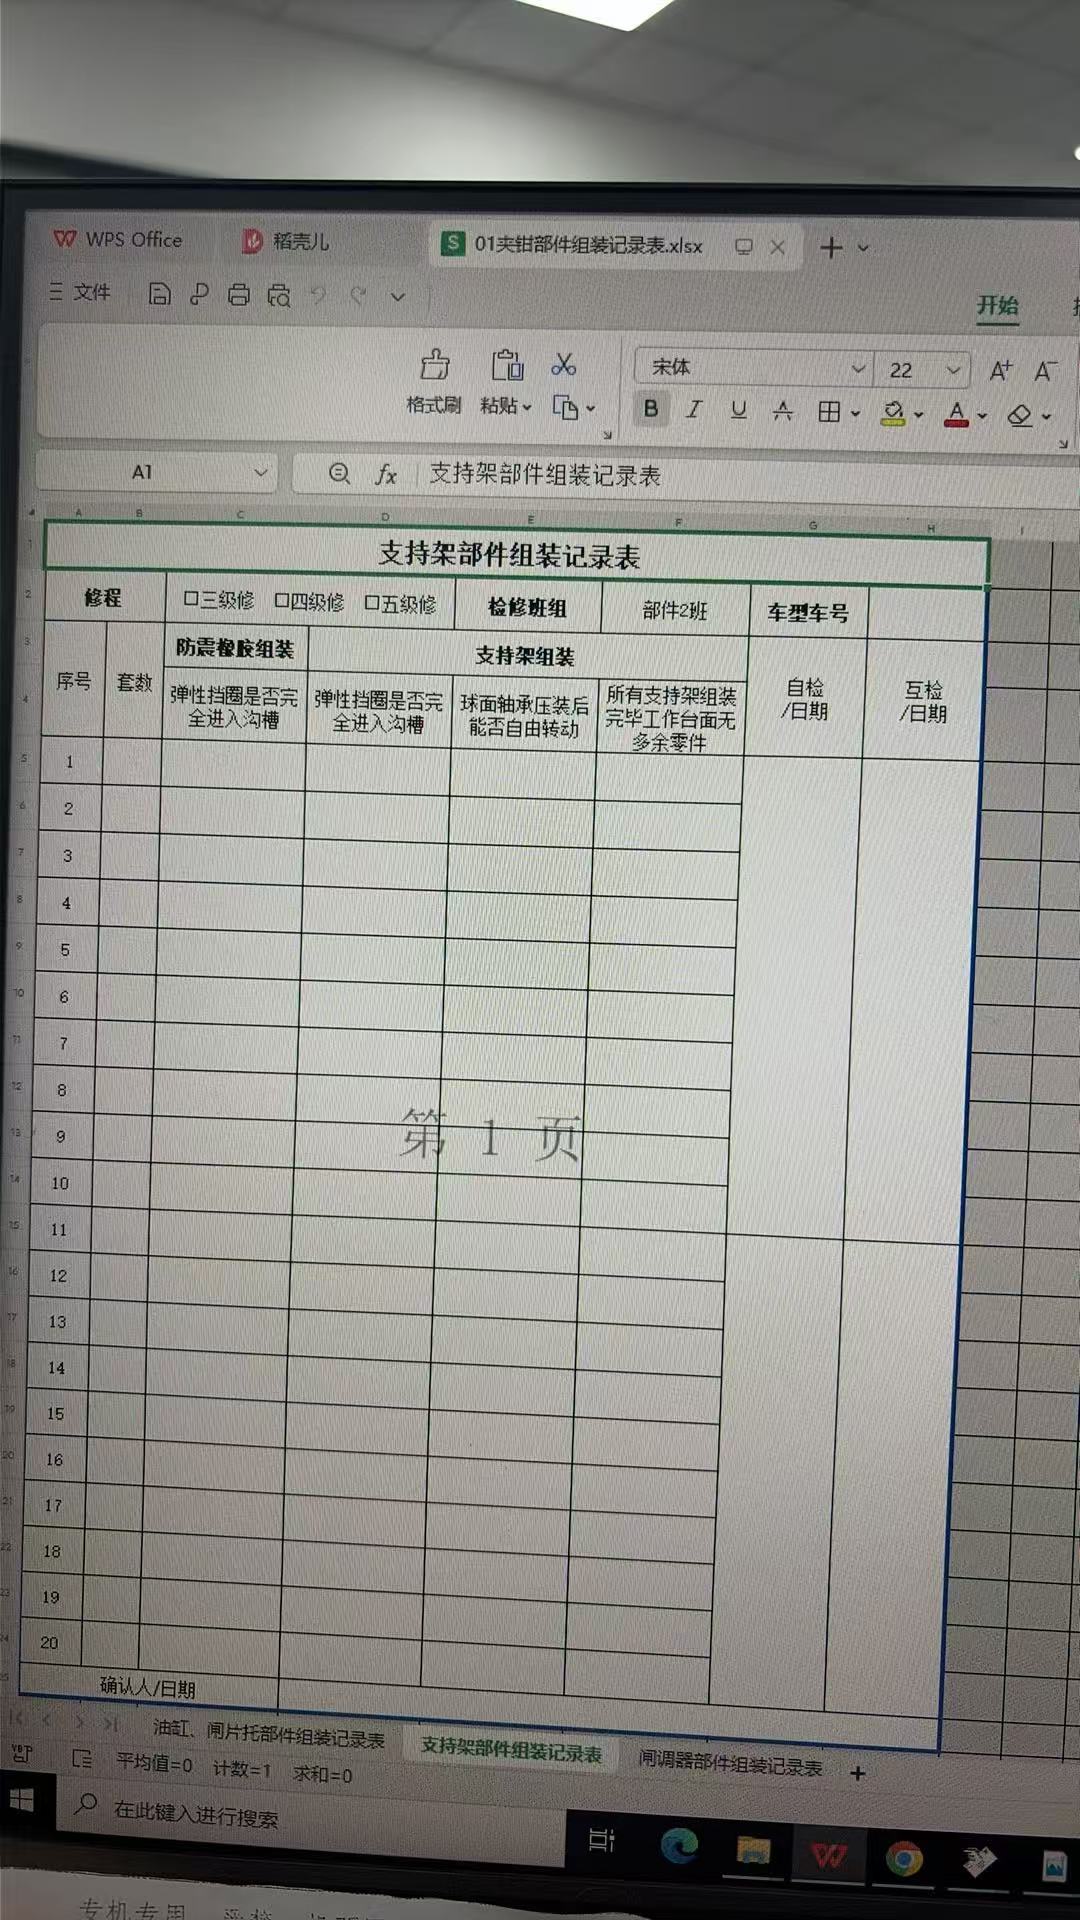 WPS Office
稻壳儿
01夹钳部件组装记录表.xlsx
文件
开始
格式刷
粘贴
宋体
22
A+ A-
B I U A
A
A1
fx
支持架部件组装记录表
A B C D E F G H I
支持架部件组装记录表
修程 □三级修 □四级修 □五级修 检修班组 部件2班 车型车号
序号 套数 防震橡胶组装 支持架组装 自检/日期 互检/日期
弹性挡圈是否完全进入沟槽
弹性挡圈是否完全进入沟槽
球面轴承压装后能否自由转动
所有支持架组装完毕工作台面无多余零件
1
2
3
4
5
6
7
8
9
10
11
12
13
14
15
16
17
18
19
20
第 1 页
确认人/日期
油缸、闸片托部件组装记录表
支持架部件组装记录表
闸调器部件组装记录表
平均值=0 计数=1 求和=0
在此键入进行搜索
专机专用